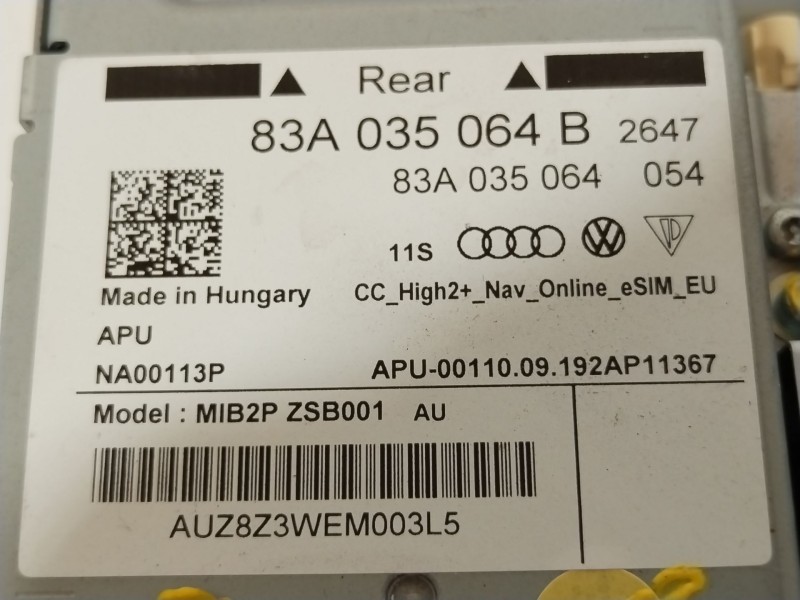 Rear
83A 035 064 B 2647
83A 035 064 054
11S
Made in Hungary
CC_High2+_Nav_Online_eSIM_EU
APU
NA00113P
APU-00110.09.192AP11367
Model : MIB2P ZSB001 AU
AUZ8Z3WEM003L5